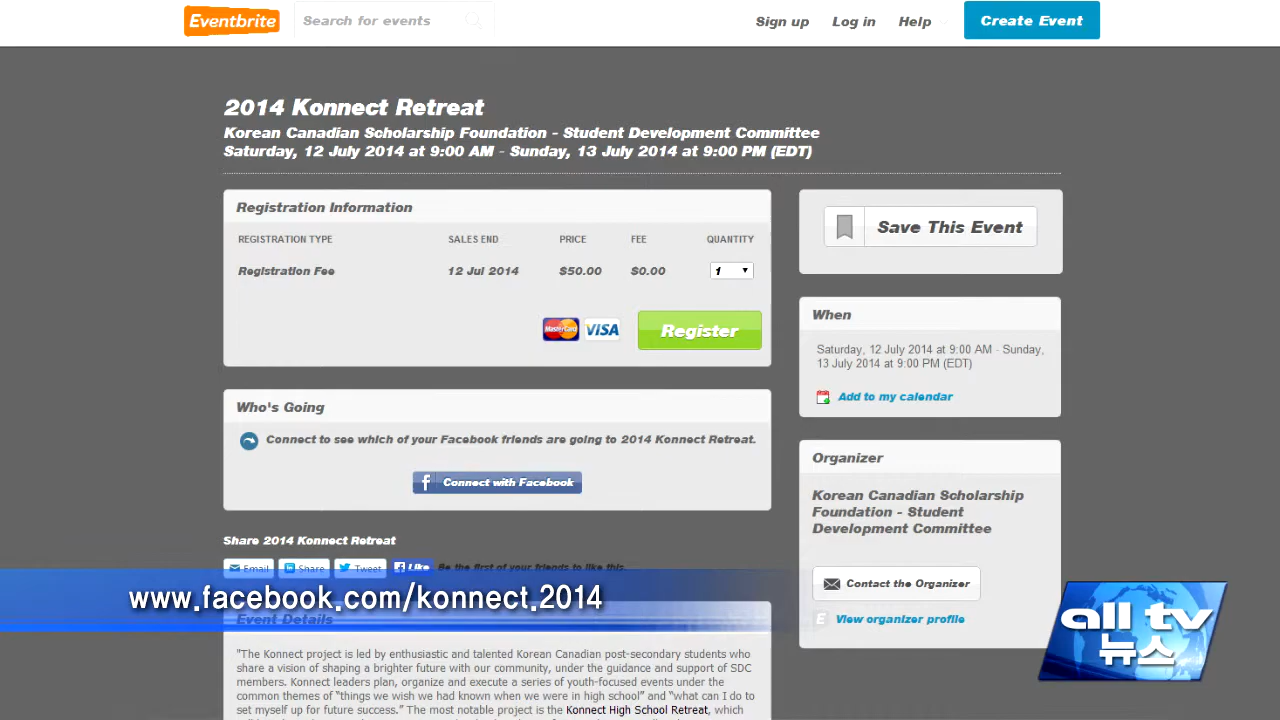 Eventbrite
Search for events
Sign up
Log in
Help
Create Event
2014 Konnect Retreat
Korean Canadian Scholarship Foundation - Student Development Committee
Saturday, 12 July 2014 at 9:00 AM - Sunday, 13 July 2014 at 9:00 PM (EDT)
Registration Information
REGISTRATION TYPE SALES END PRICE FEE QUANTITY
Registration Fee 12 Jul 2014 $50.00 $0.00 1
MasterCard VISA Register
Who's Going
Connect to see which of your Facebook friends are going to 2014 Konnect Retreat.
f Connect with Facebook
Share 2014 Konnect Retreat
Email Share Tweet Like Be the first of your friends to like this.
www.facebook.com/konnect.2014
Event Details
"The Konnect project is led by enthusiastic and talented Korean Canadian post-secondary students who
share a vision of shaping a brighter future with our community, under the guidance and support of SDC
members. Konnect leaders plan, organize and execute a series of youth-focused events under the
common themes of “things we wish we had known when we were in high school” and “what can I do to
set myself up for future success.” The most notable project is the Konnect High School Retreat, which
Save This Event
When
Saturday, 12 July 2014 at 9:00 AM - Sunday,
13 July 2014 at 9:00 PM (EDT)
Add to my calendar
Organizer
Korean Canadian Scholarship
Foundation - Student
Development Committee
Contact the Organizer
E View organizer profile
all tv
뉴스